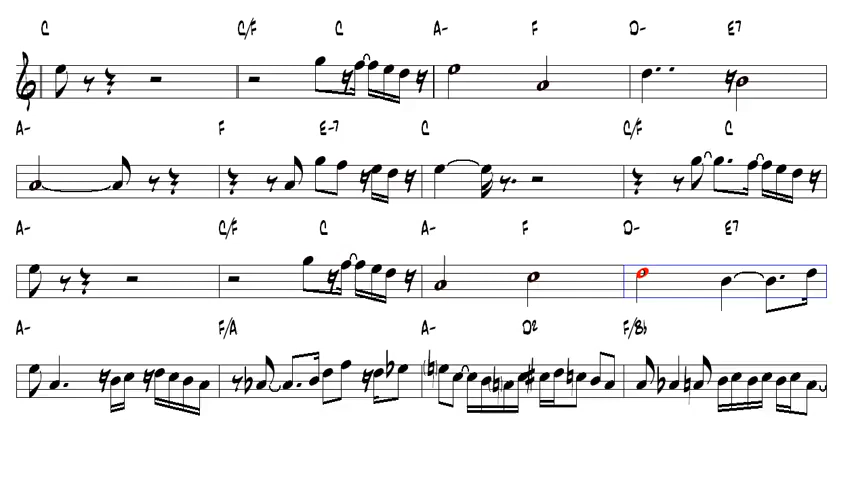 C C/F C A- F D- E7
A- F E-7 C C/F C
A- C/F C A- F D- E7
A- F/A A- D2 F/B♭